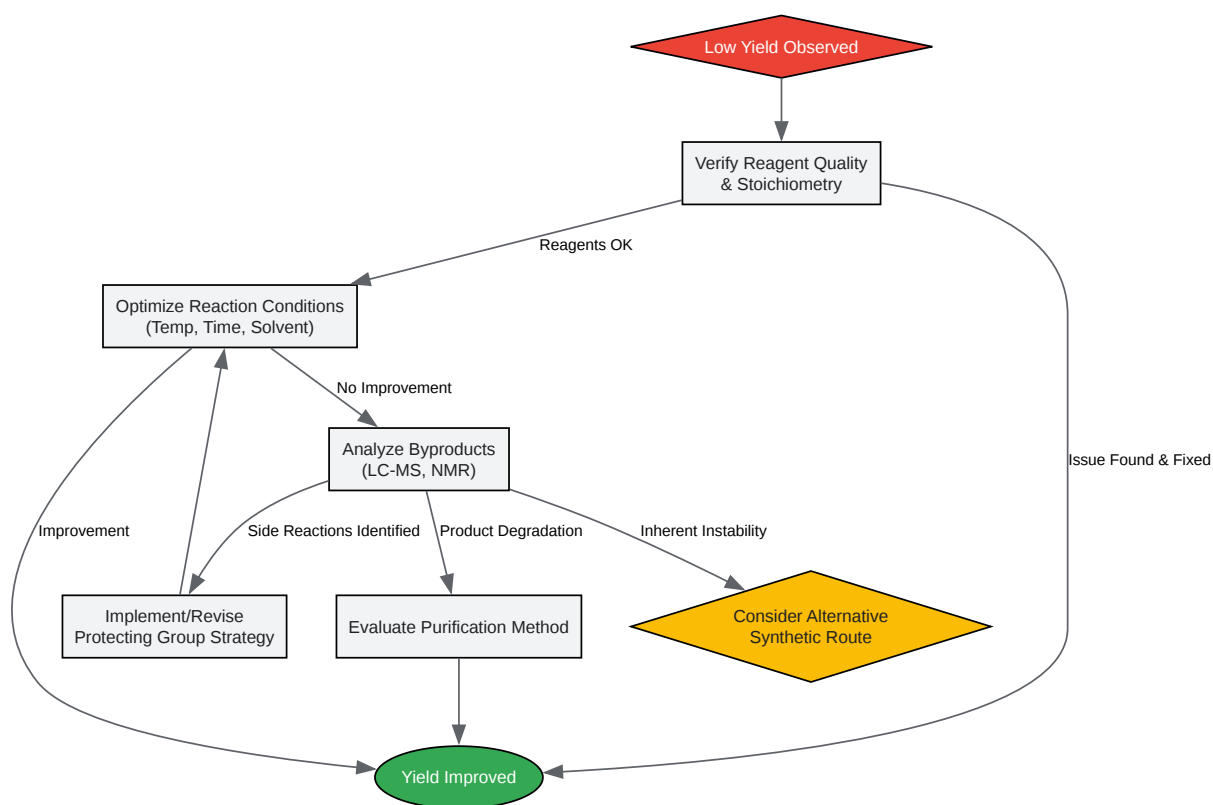 Low Yield Observed
Verify Reagent Quality
& Stoichiometry
Reagents OK
Optimize Reaction Conditions
(Temp, Time, Solvent)
No Improvement
Analyze Byproducts
(LC-MS, NMR)
Issue Found & Fixed
Improvement
Side Reactions Identified
Product Degradation
Inherent Instability
Implement/Revise
Protecting Group Strategy
Evaluate Purification Method
Consider Alternative
Synthetic Route
Yield Improved